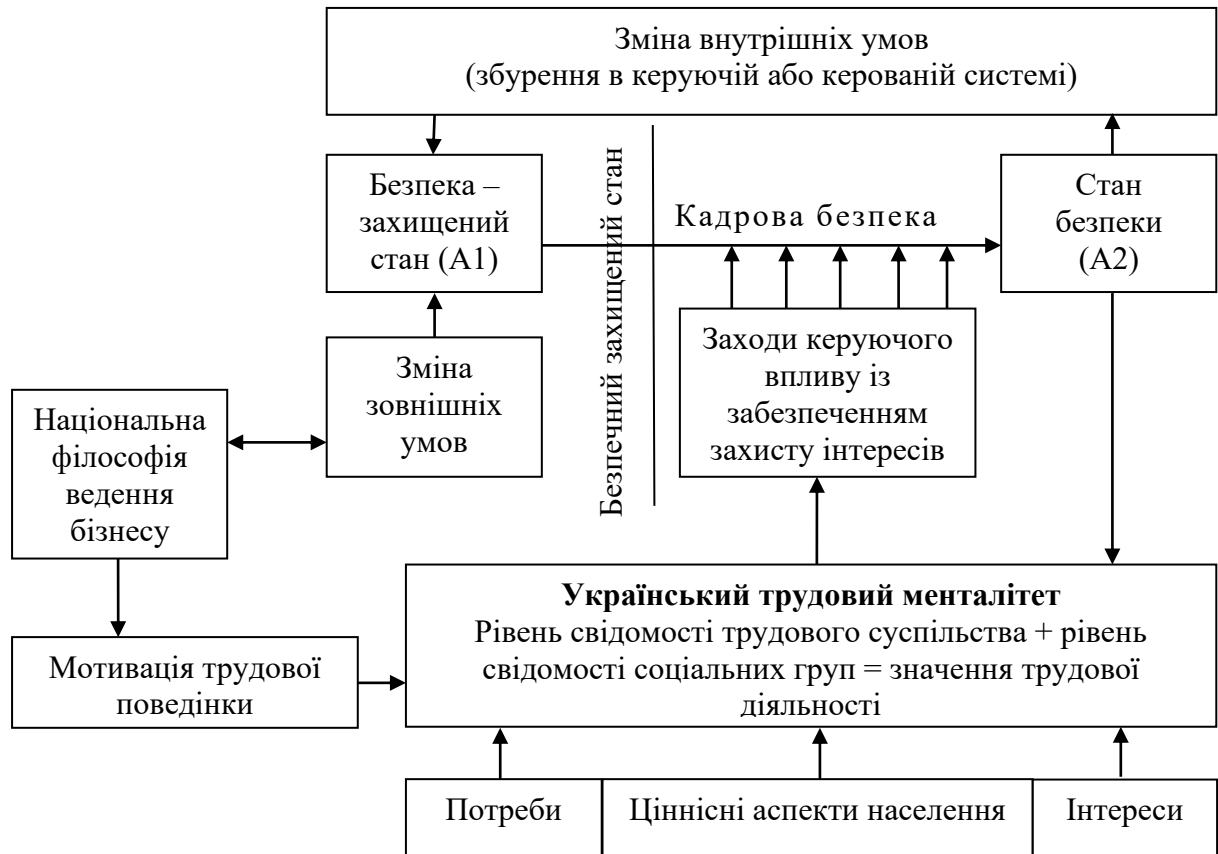 Зміна внутрішніх умов
(збурення в керуючій або керованій системі)
Безпека –
захищений
стан (А1)
Безпечний захищений стан
Кадрова безпека
Стан
безпеки
(А2)
Зміна
зовнішніх
умов
Заходи керуючого
впливу із
забезпеченням
захисту інтересів
Національна
філософія
ведення
бізнесу
Український трудовий менталітет
Рівень свідомості трудового суспільства + рівень
свідомості соціальних груп = значення трудової
діяльності
Мотивація трудової
поведінки
Потреби
Ціннісні аспекти населення
Інтереси